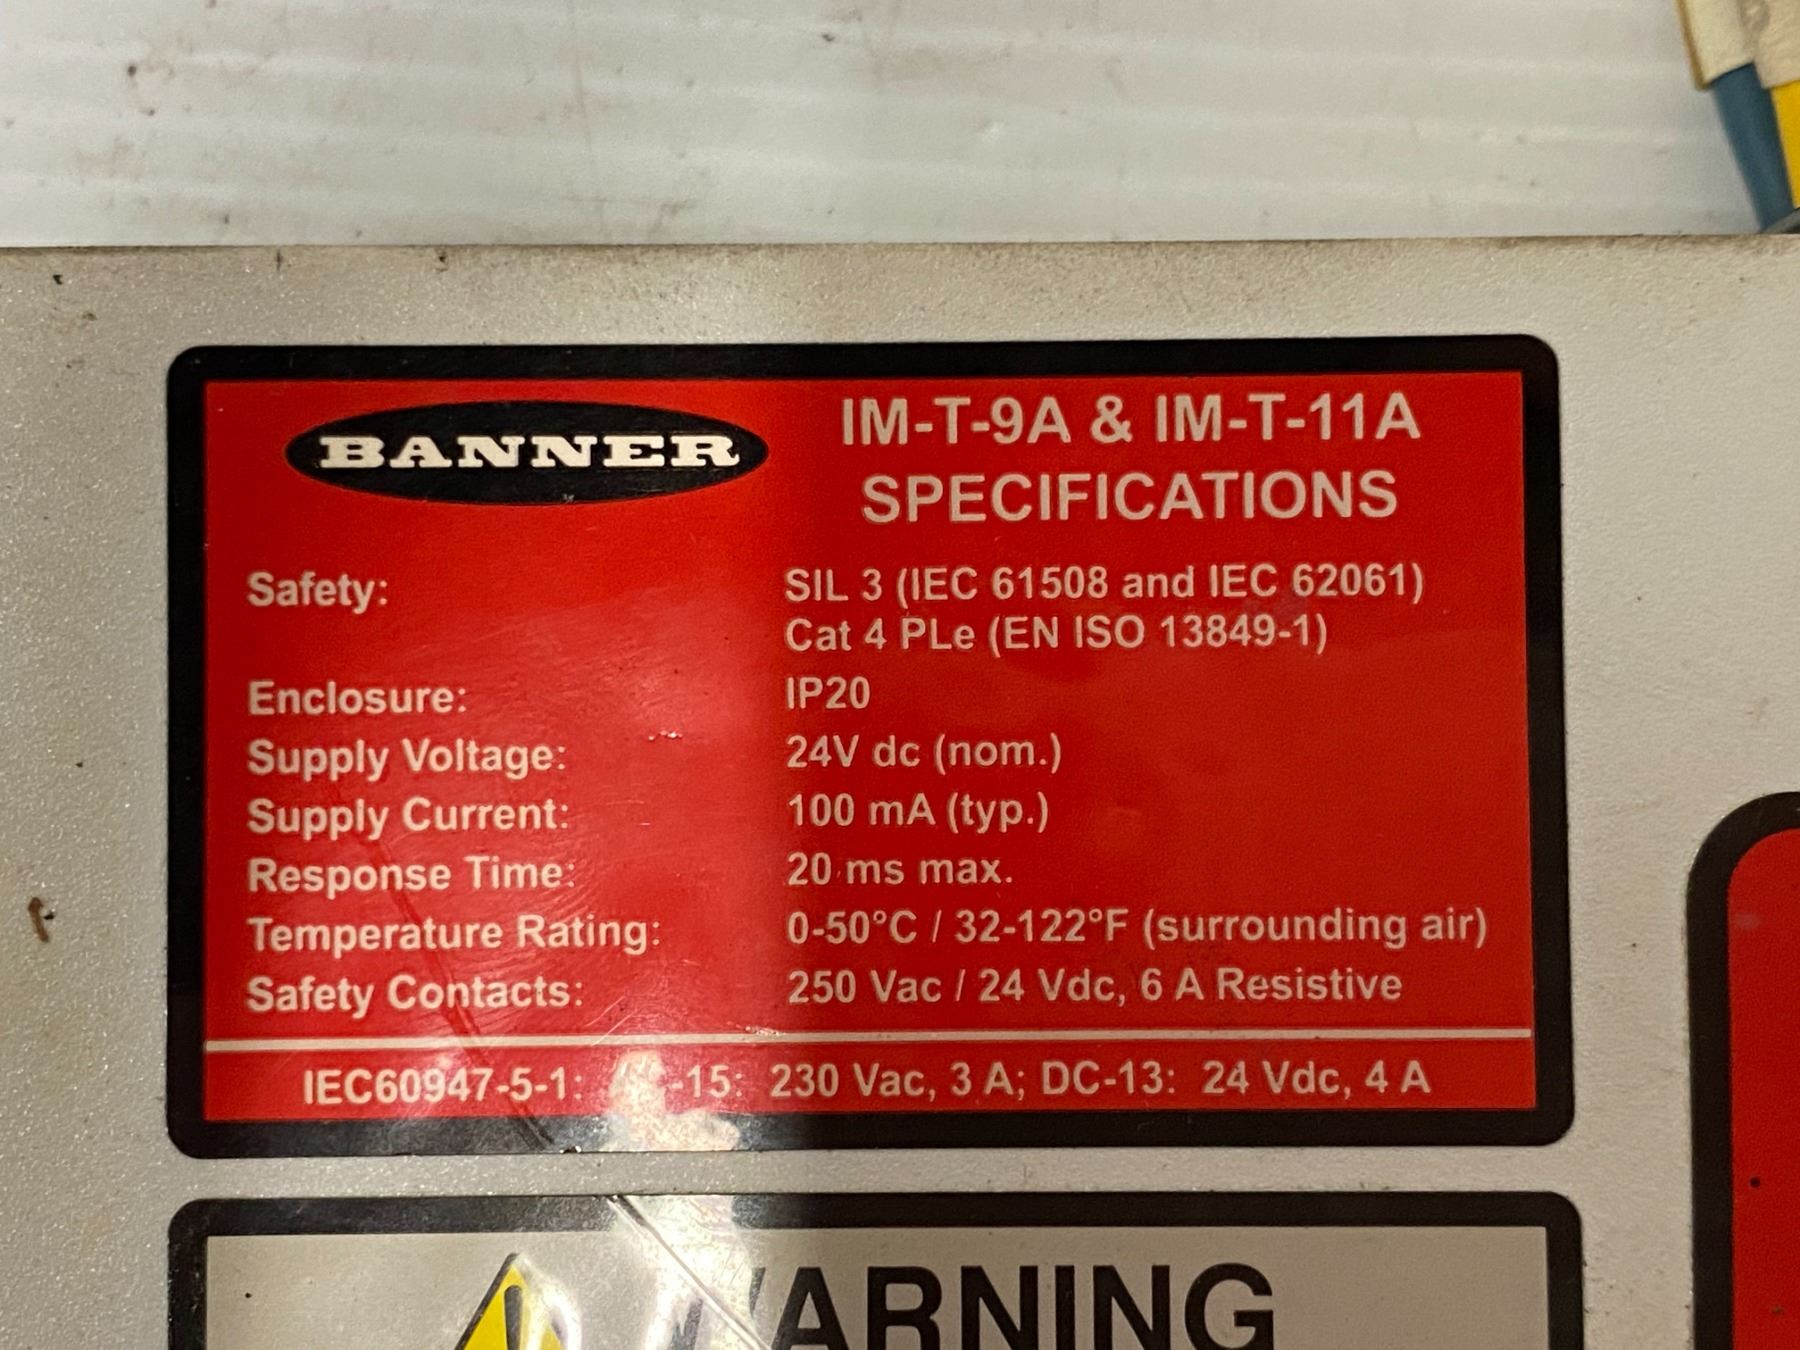 BANNER
IM-T-9A & IM-T-11A
SPECIFICATIONS
Safety: SIL 3 (IEC 61508 and IEC 62061)
Cat 4 PLe (EN ISO 13849-1)
Enclosure: IP20
Supply Voltage: 24V dc (nom.)
Supply Current: 100 mA (typ.)
Response Time: 20 ms max.
Temperature Rating: 0-50°C / 32-122°F (surrounding air)
Safety Contacts: 250 Vac / 24 Vdc, 6 A Resistive
IEC60947-5-1: -15: 230 Vac, 3 A; DC-13: 24 Vdc, 4 A
WARNING